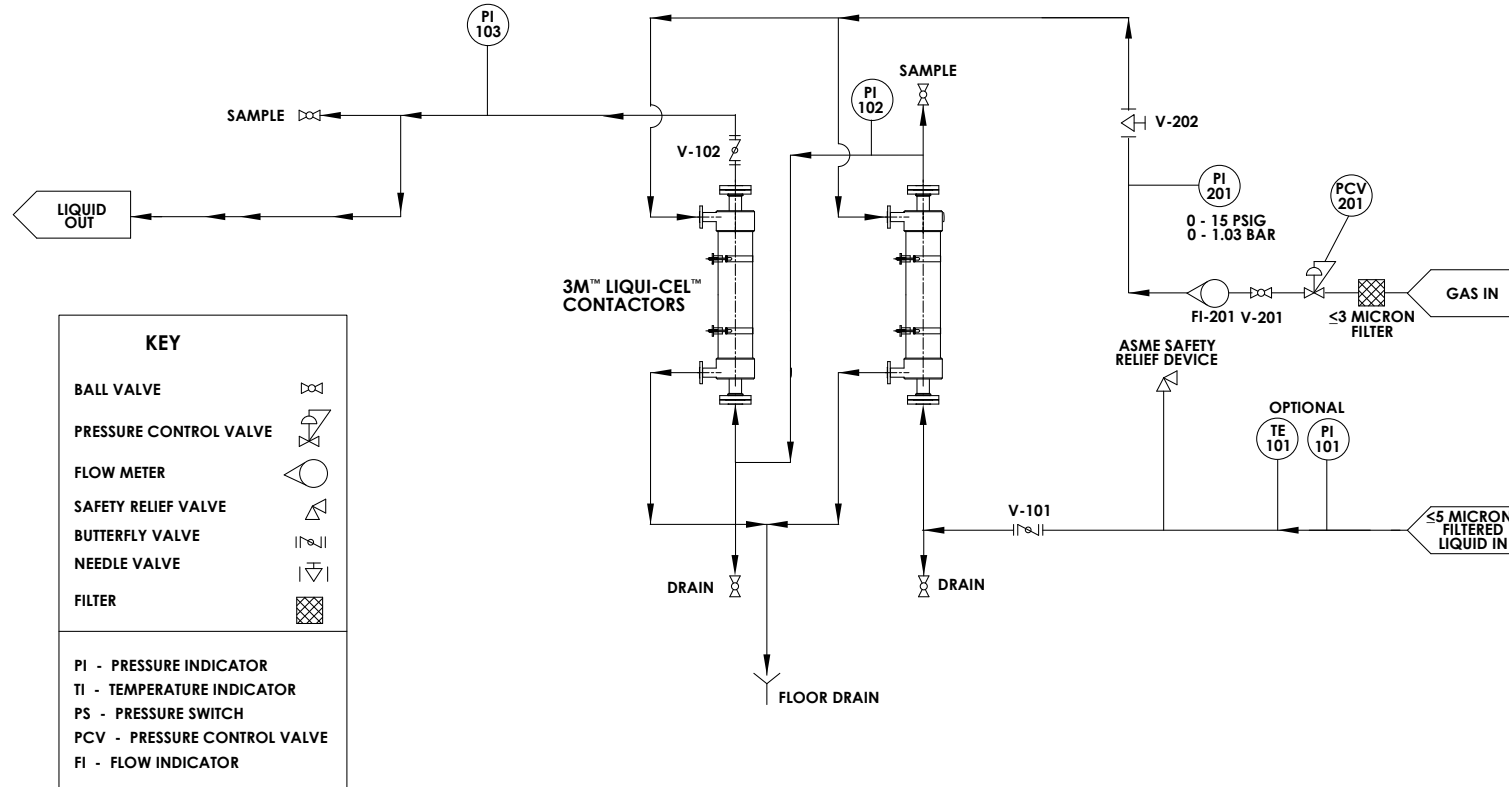 PI
103
SAMPLE
PI
102
SAMPLE
V-102
V-202
PI
201
0 - 15 PSIG
0 - 1.03 BAR
PCV
201
LIQUID
OUT
3M™ LIQUI-CEL™
CONTACTORS
GAS IN
FI-201 V-201
≤3 MICRON
FILTER
ASME SAFETY
RELIEF DEVICE
OPTIONAL
TE
101
PI
101
V-101
≤5 MICRON
FILTERED
LIQUID IN
DRAIN
DRAIN
FLOOR DRAIN
KEY
BALL VALVE
PRESSURE CONTROL VALVE
FLOW METER
SAFETY RELIEF VALVE
BUTTERFLY VALVE
NEEDLE VALVE
FILTER
PI - PRESSURE INDICATOR
TI - TEMPERATURE INDICATOR
PS - PRESSURE SWITCH
PCV - PRESSURE CONTROL VALVE
FI - FLOW INDICATOR